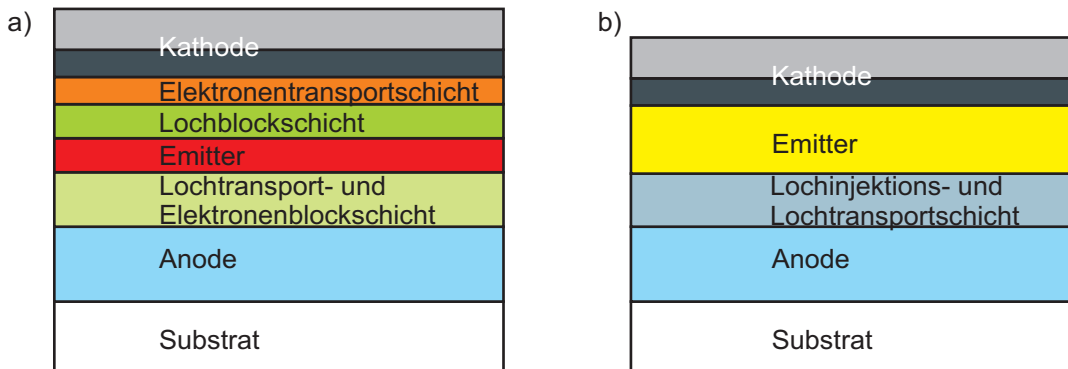 a)
Kathode
Elektronentransportschicht
Lochblockschicht
Emitter
Lochtransport- und
Elektronenblockschicht
Anode
Substrat
b)
Kathode
Emitter
Lochinjektions- und
Lochtransportschicht
Anode
Substrat